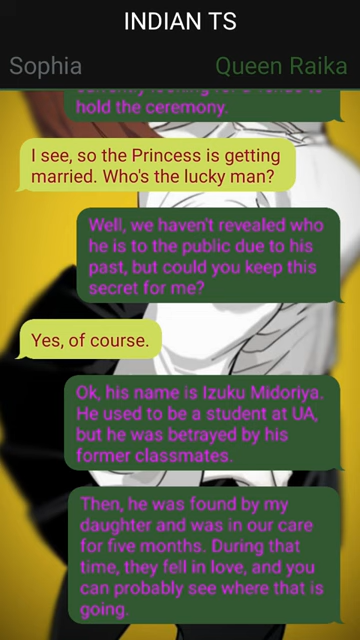 INDIAN TS
Sophia
Queen Raika
hold the ceremony.
I see, so the Princess is getting
married. Who's the lucky man?
Well, we haven't revealed who
he is to the public due to his
past, but could you keep this
secret for me?
Yes, of course.
Ok, his name is Izuku Midoriya.
He used to be a student at UA,
but he was betrayed by his
former classmates.
Then, he was found by my
daughter and was in our care
for five months. During that
time, they fell in love, and you
can probably see where that is
going.